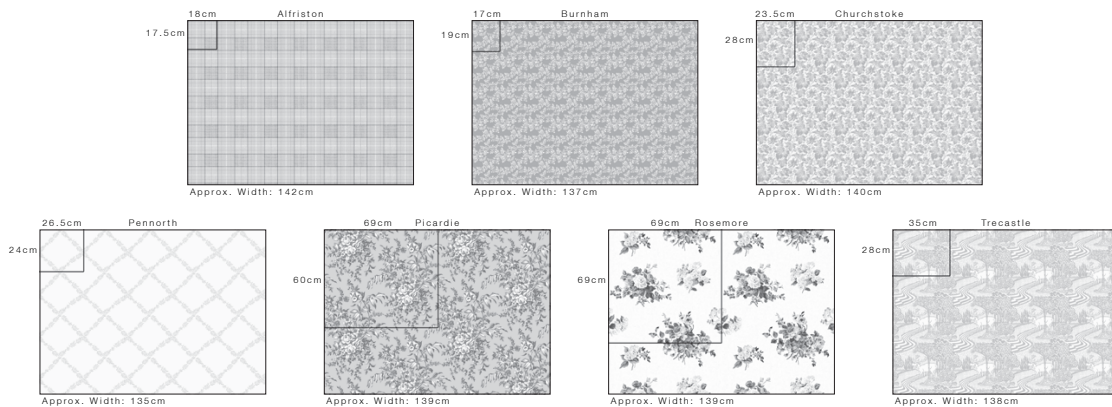 18cm Alfriston
17.5cm
Approx. Width: 142cm
17cm Burnham
19cm
Approx. Width: 137cm
23.5cm Churchstoke
28cm
Approx. Width: 140cm
26.5cm Pennorth
24cm
Approx. Width: 135cm
69cm Picardie
60cm
Approx. Width: 139cm
69cm Rosemore
69cm
Approx. Width: 139cm
35cm Trecastle
28cm
Approx. Width: 138cm